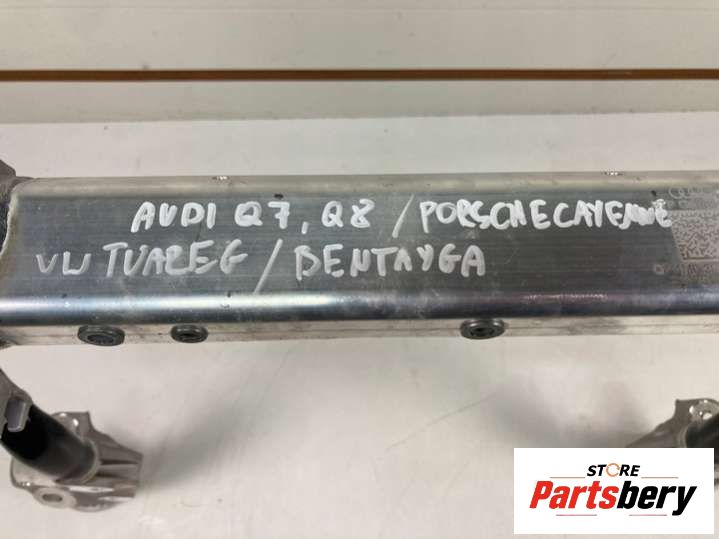 AUDI Q7, Q8 / PORSCHE CAYENNE
VW TUAREG / BENTAYGA
STORE
Partsbery